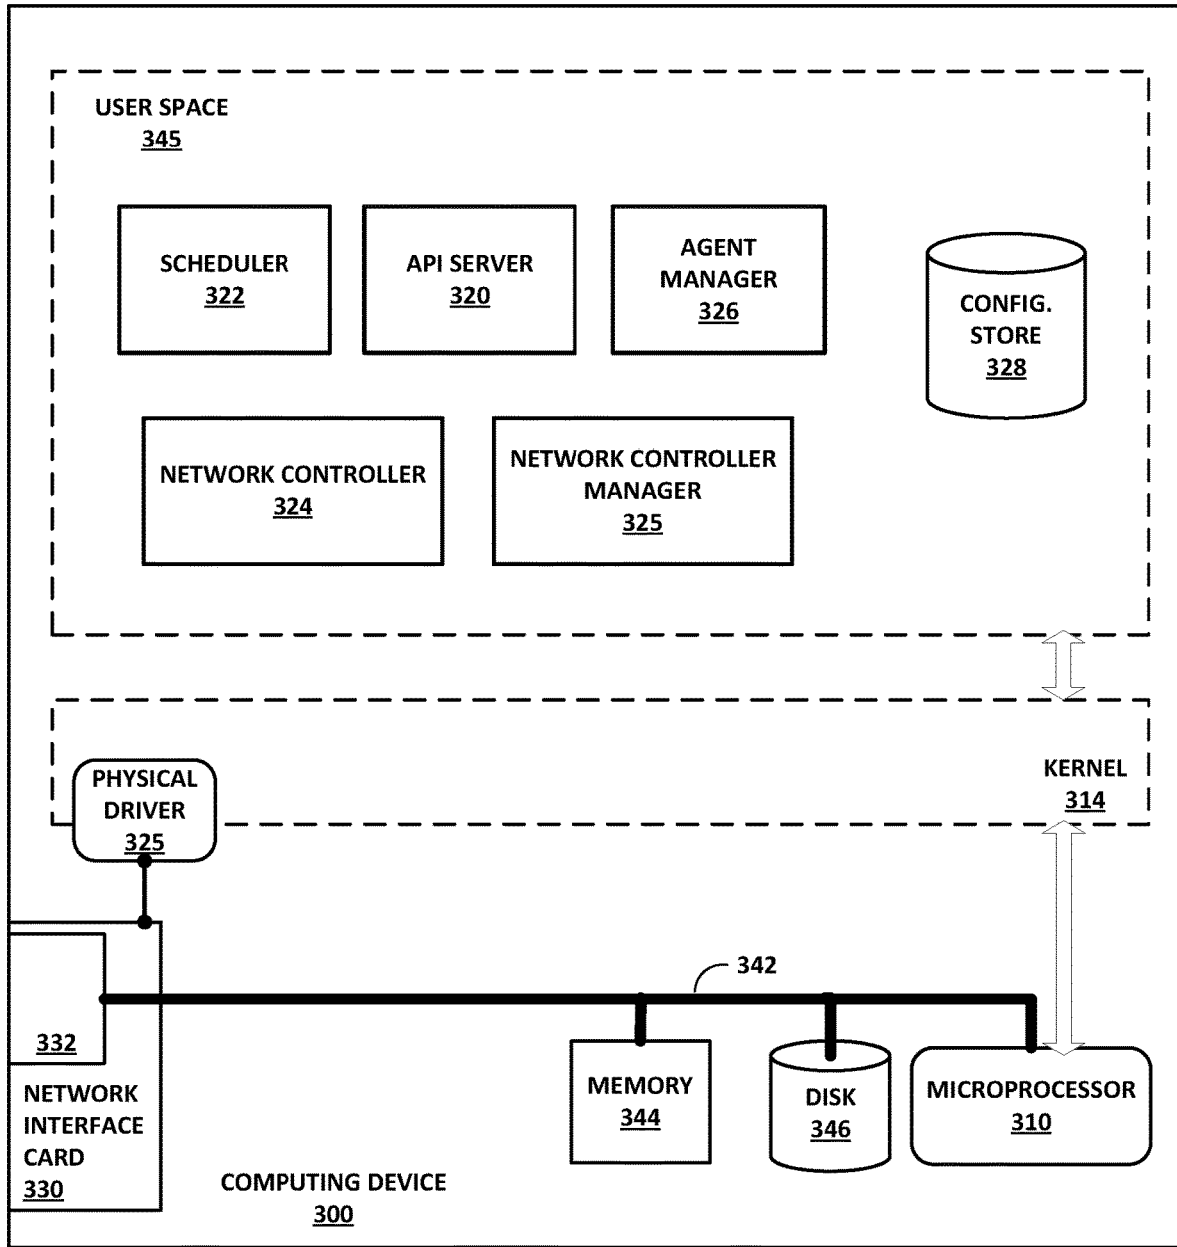 USER SPACE
345
SCHEDULER
322
API SERVER
320
AGENT
MANAGER
326
CONFIG.
STORE
328
NETWORK CONTROLLER
324
NETWORK CONTROLLER
MANAGER
325
KERNEL
314
PHYSICAL
DRIVER
325
342
332
NETWORK
INTERFACE
CARD
330
MEMORY
344
DISK
346
MICROPROCESSOR
310
COMPUTING DEVICE
300